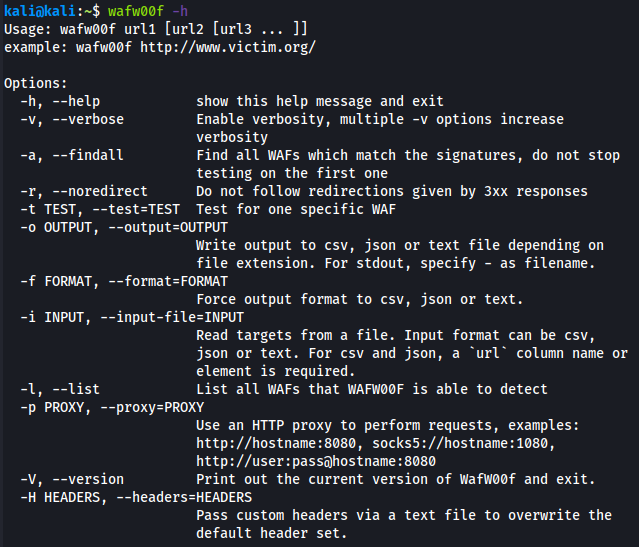 kali@kali:~$ wafw00f -h
Usage: wafw00f url1 [url2 [url3 ... ]]
example: wafw00f http://www.victim.org/
Options:
-h, --help show this help message and exit
-v, --verbose Enable verbosity, multiple -v options increase
verbosity
-a, --findall Find all WAFs which match the signatures, do not stop
testing on the first one
-r, --noredirect Do not follow redirections given by 3xx responses
-t TEST, --test=TEST Test for one specific WAF
-o OUTPUT, --output=OUTPUT
Write output to csv, json or text file depending on
file extension. For stdout, specify - as filename.
-f FORMAT, --format=FORMAT
Force output format to csv, json or text.
-i INPUT, --input-file=INPUT
Read targets from a file. Input format can be csv,
json or text. For csv and json, a `url` column name or
element is required.
-l, --list List all WAFs that WAFW00F is able to detect
-p PROXY, --proxy=PROXY
Use an HTTP proxy to perform requests, examples:
http://hostname:8080, socks5://hostname:1080,
http://user:pass@hostname:8080
-V, --version Print out the current version of WafW00f and exit.
-H HEADERS, --headers=HEADERS
Pass custom headers via a text file to overwrite the
default header set.